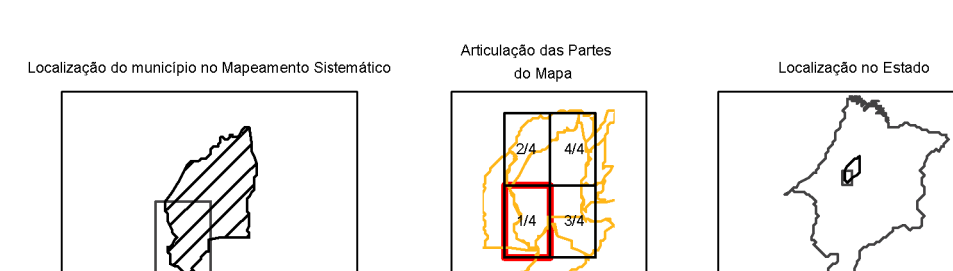 Localização do município no Mapeamento Sistemático
Articulação das Partes
do Mapa
Localização no Estado
2/4 4/4
1/4 3/4